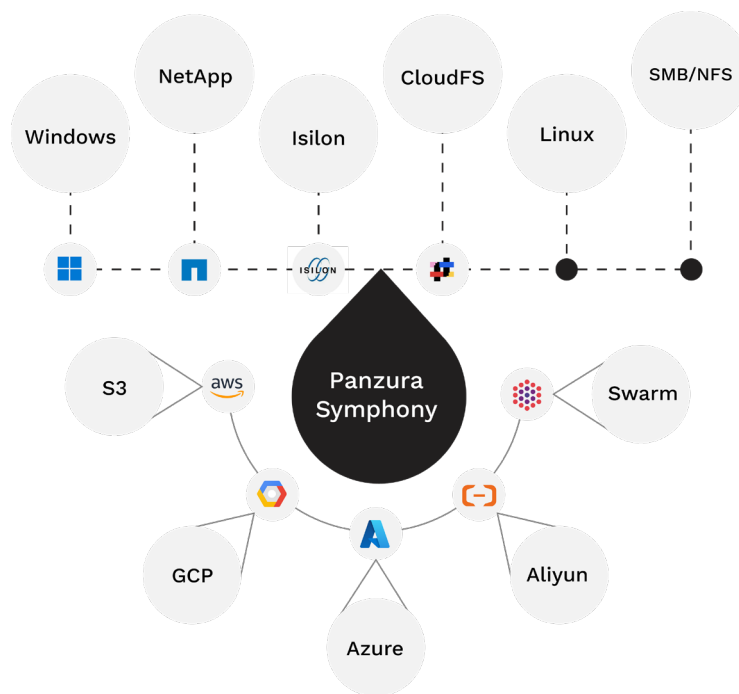 NetApp
CloudFS
SMB/NFS
Windows
Isilon
Linux
ISILON
Panzura
Symphony
S3
aws
Swarm
GCP
Aliyun
Azure